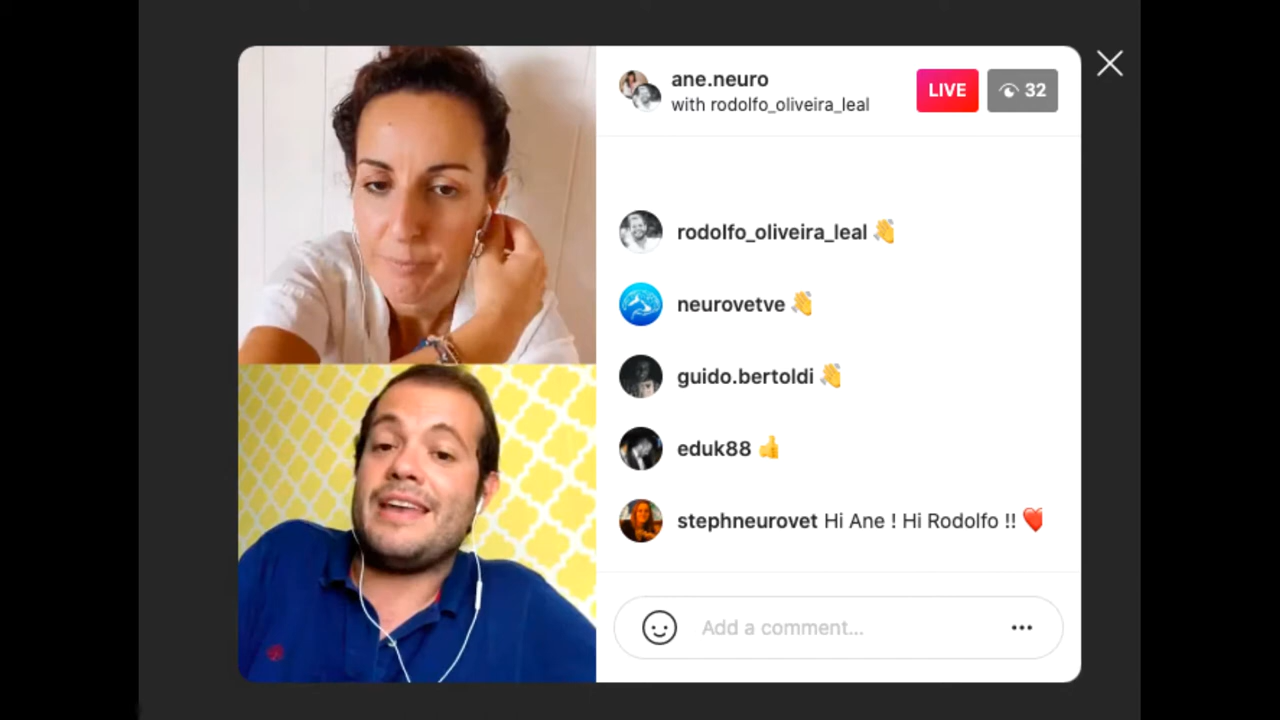 ane.neuro
with rodolfo_oliveira_leal
LIVE
32
rodolfo_oliveira_leal 👏
neurovetve 👏
guido.bertoldi 👏
eduk88 👍
stephneurovet Hi Ane ! Hi Rodolfo !! ❤️
Add a comment...